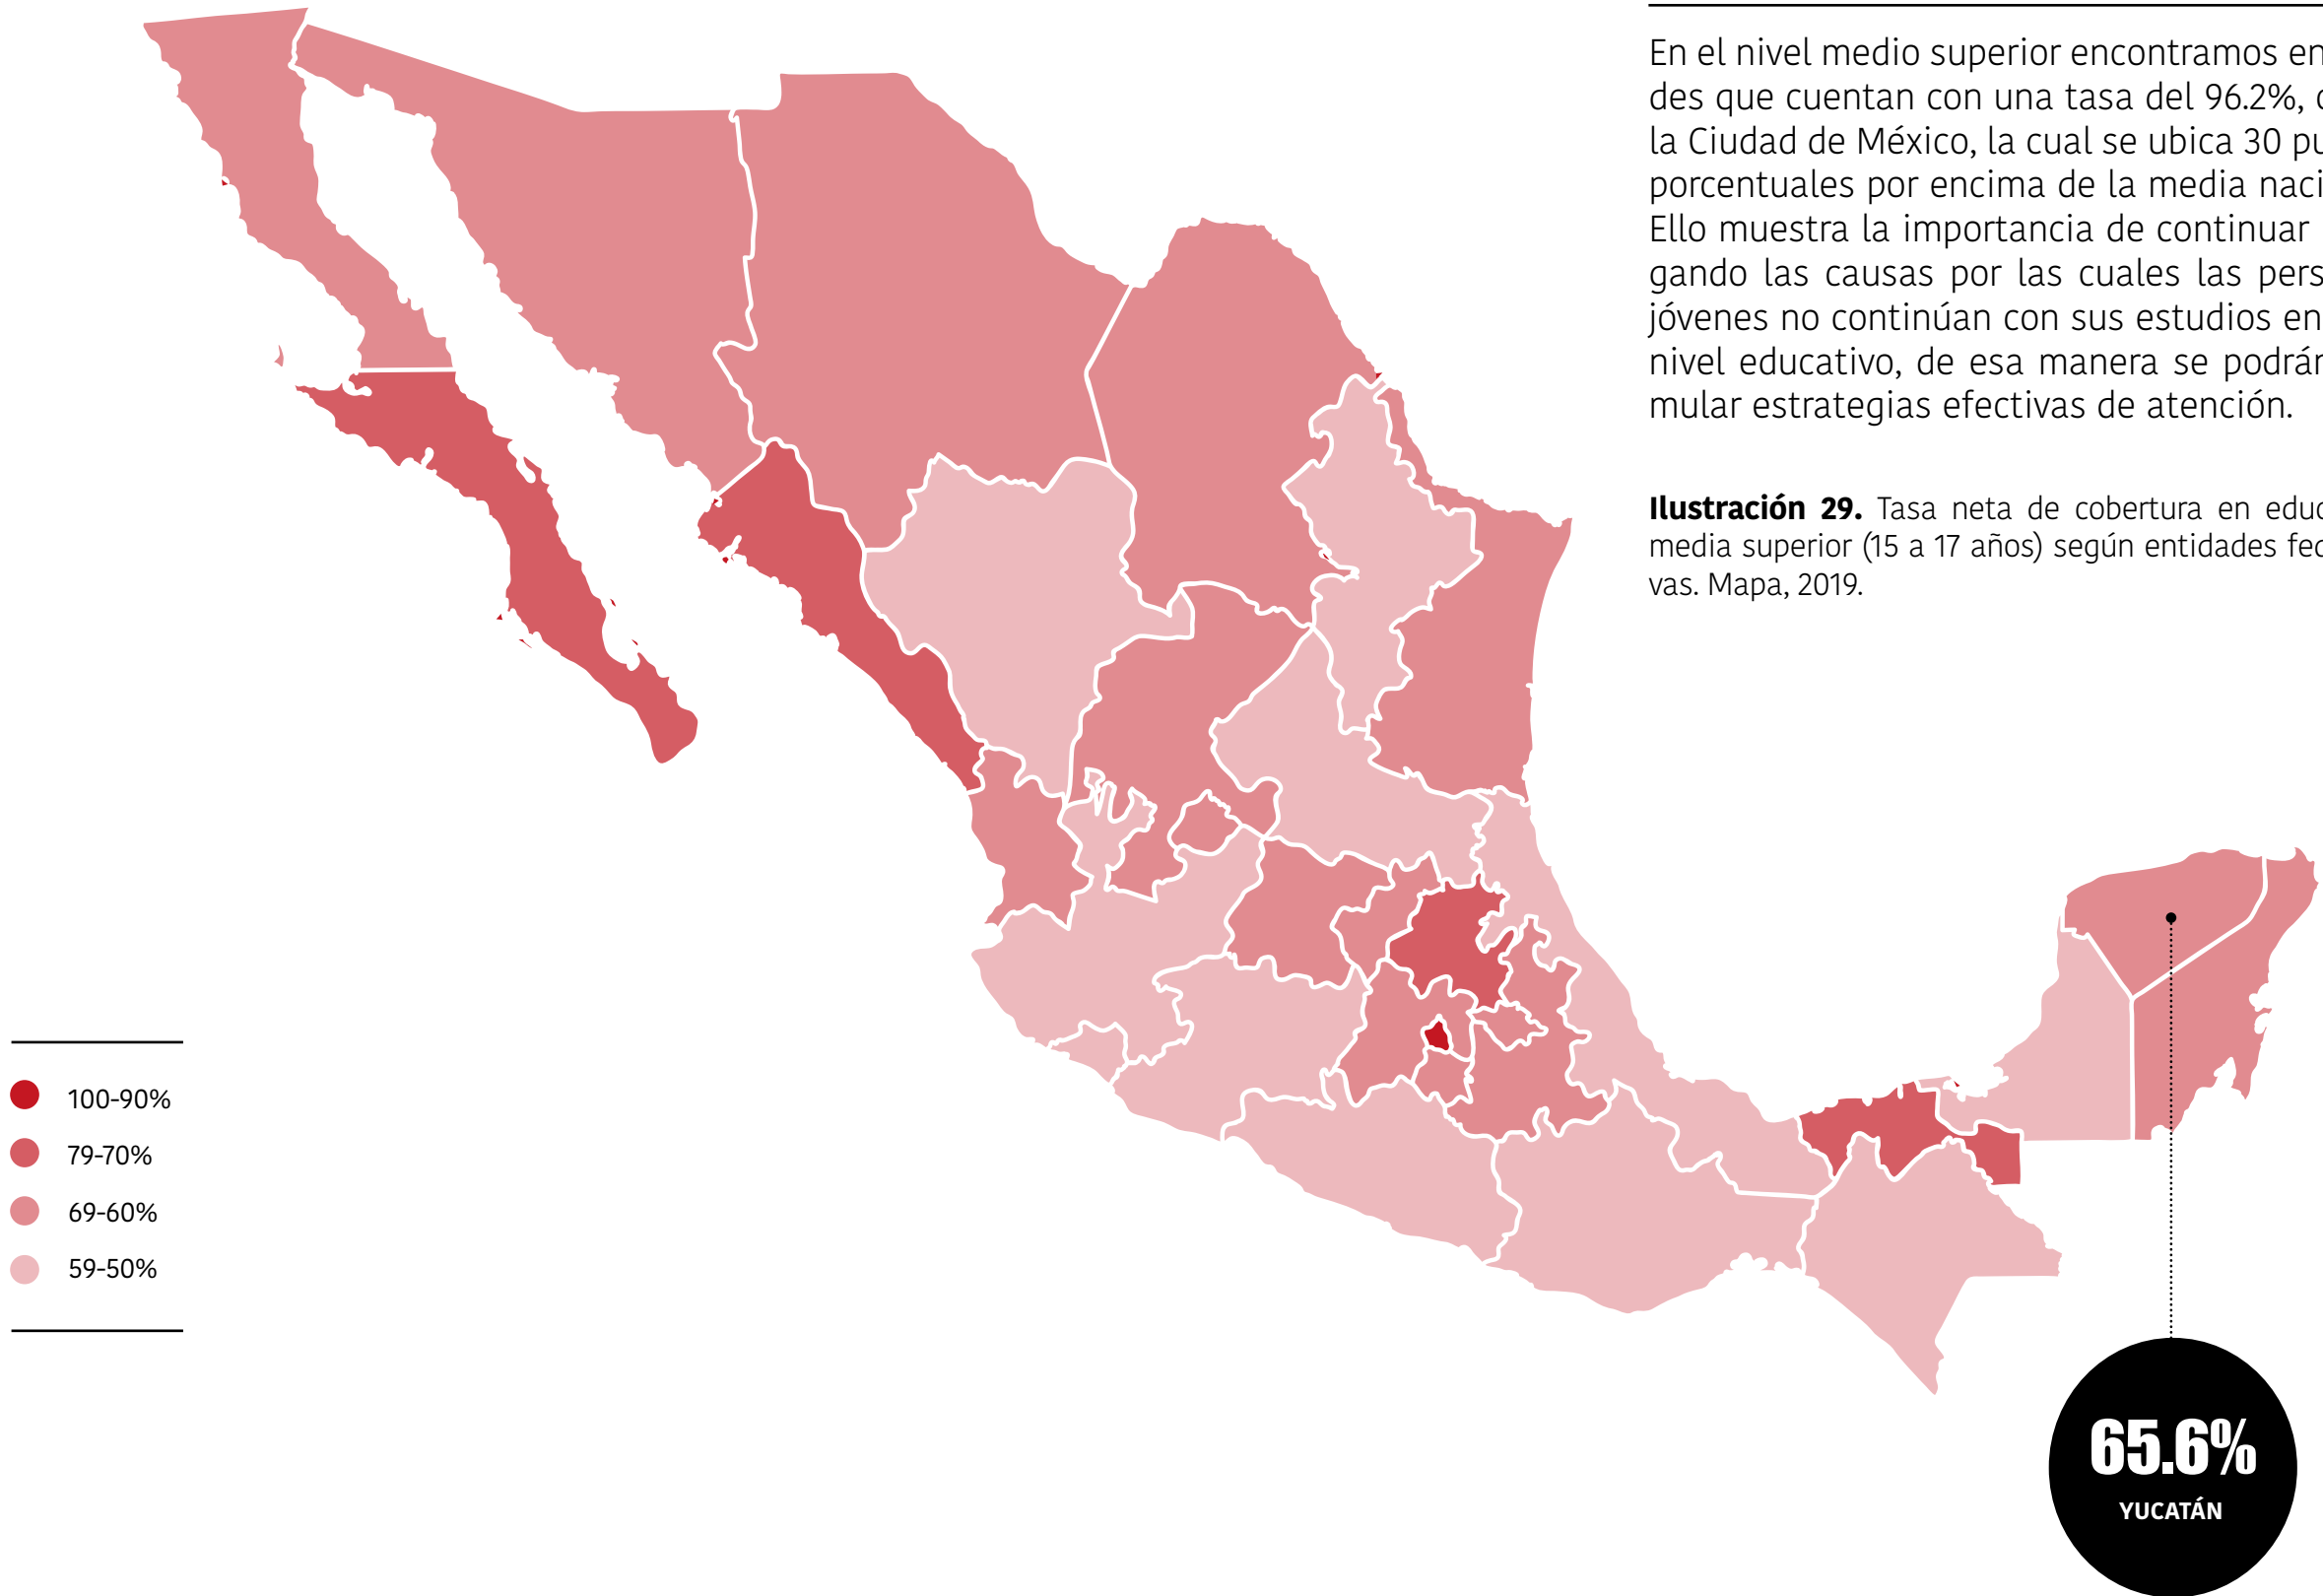 En el nivel medio superior encontramos en
des que cuentan con una tasa del 96.2%,
la Ciudad de México, la cual se ubica 30
porcentuales por encima de la media
Ello muestra la importancia de continuar
gando las causas por las cuales las
jóvenes no continúan con sus estudios en
nivel educativo, de esa manera se podrán
mular estrategias efectivas de atención.
Ilustración 29. Tasa neta de cobertura en
media superior (15 a 17 años) según entidades
vas. Mapa, 2019.
100-90%
79-70%
69-60%
59-50%
65.6%
YUCATÁN